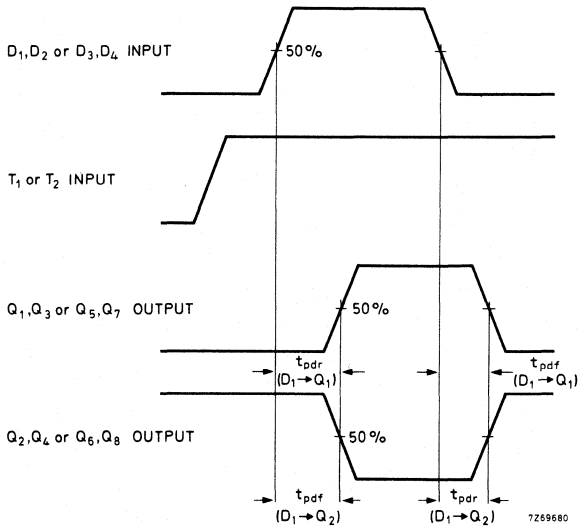 D₁,D₂ or D₃,D₄ INPUT
50%
T₁ or T₂ INPUT
Q₁,Q₃ or Q₅,Q₇ OUTPUT
50%
tpdr
(D₁→Q₁)
tpdf
(D₁→Q₁)
Q₂,Q₄ or Q₆,Q₈ OUTPUT
50%
tpdf
(D₁→Q₂)
tpdr
(D₁→Q₂)
7Z69680